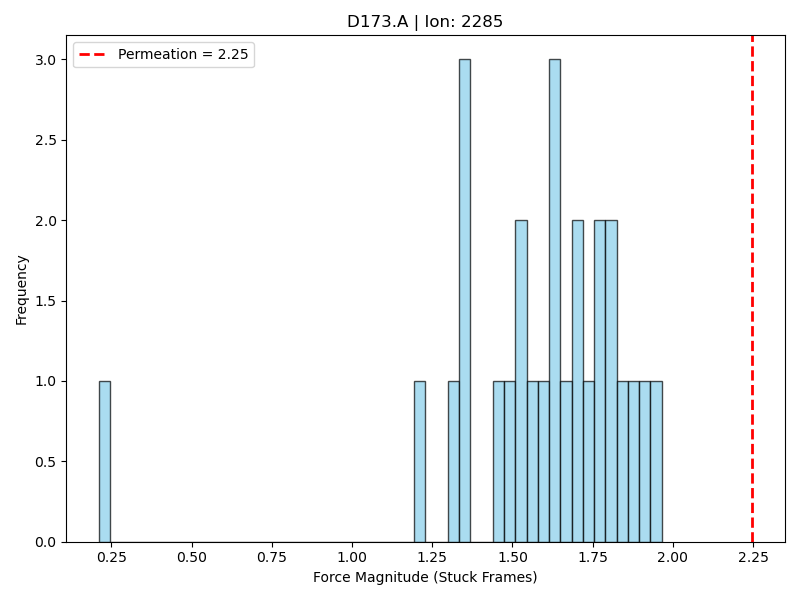 D173.A | Ion: 2285
Permeation = 2.25
3.0
2.5
2.0
1.5
1.0
0.5
0.0
Frequency
0.25 0.50 0.75 1.00 1.25 1.50 1.75 2.00 2.25
Force Magnitude (Stuck Frames)